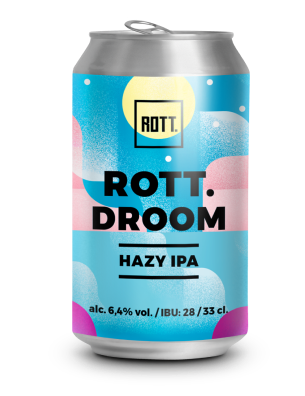 ROTT.
ROTT.
DROOM
HAZY IPA
alc. 6,4% vol. / IBU: 28 / 33 cl.